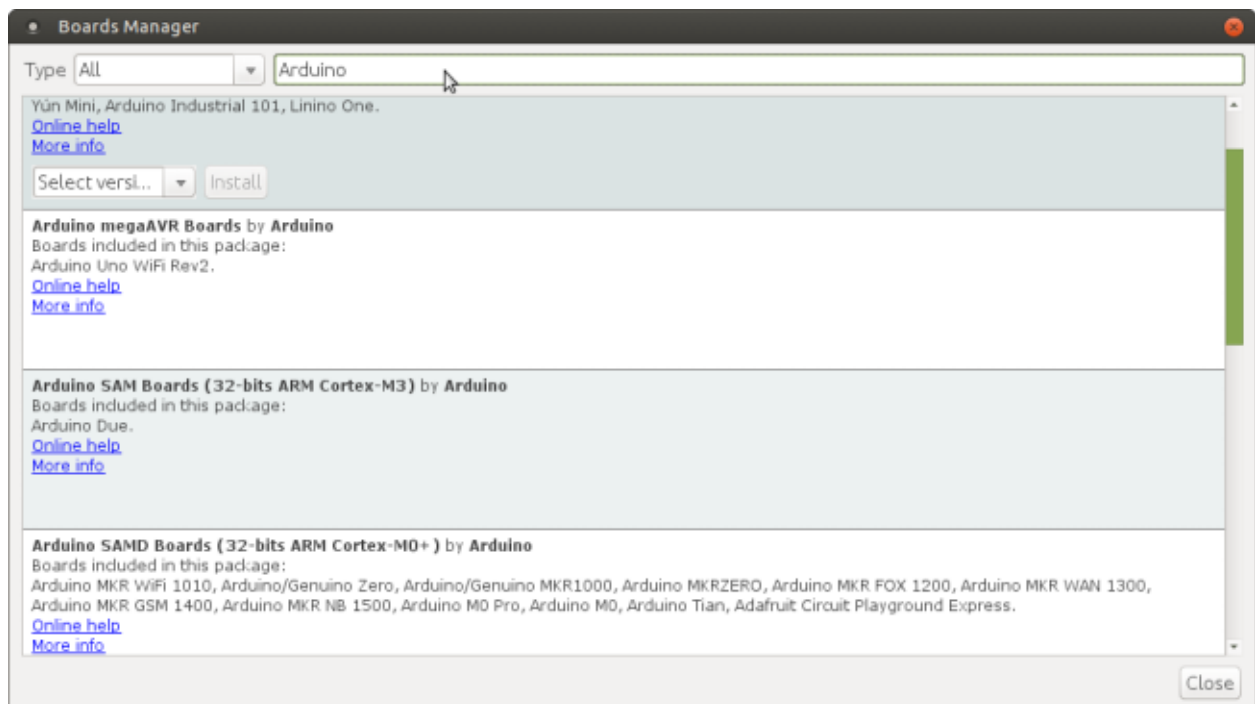 Boards Manager
Type All Arduino
Yún Mini, Arduino Industrial 101, Linino One.
Online help
More info
Select versi... Install
Arduino megaAVR Boards by Arduino
Boards included in this package:
Arduino Uno WiFi Rev2.
Online help
More info
Arduino SAM Boards (32-bits ARM Cortex-M3) by Arduino
Boards included in this package:
Arduino Due.
Online help
More info
Arduino SAMD Boards (32-bits ARM Cortex-M0+) by Arduino
Boards included in this package:
Arduino MKR WiFi 1010, Arduino/Genuino Zero, Arduino/Genuino MKR1000, Arduino MKRZERO, Arduino MKR FOX 1200, Arduino MKR WAN 1300,
Arduino MKR GSM 1400, Arduino MKR NB 1500, Arduino M0 Pro, Arduino M0, Arduino Tian, Adafruit Circuit Playground Express.
Online help
More info
Close